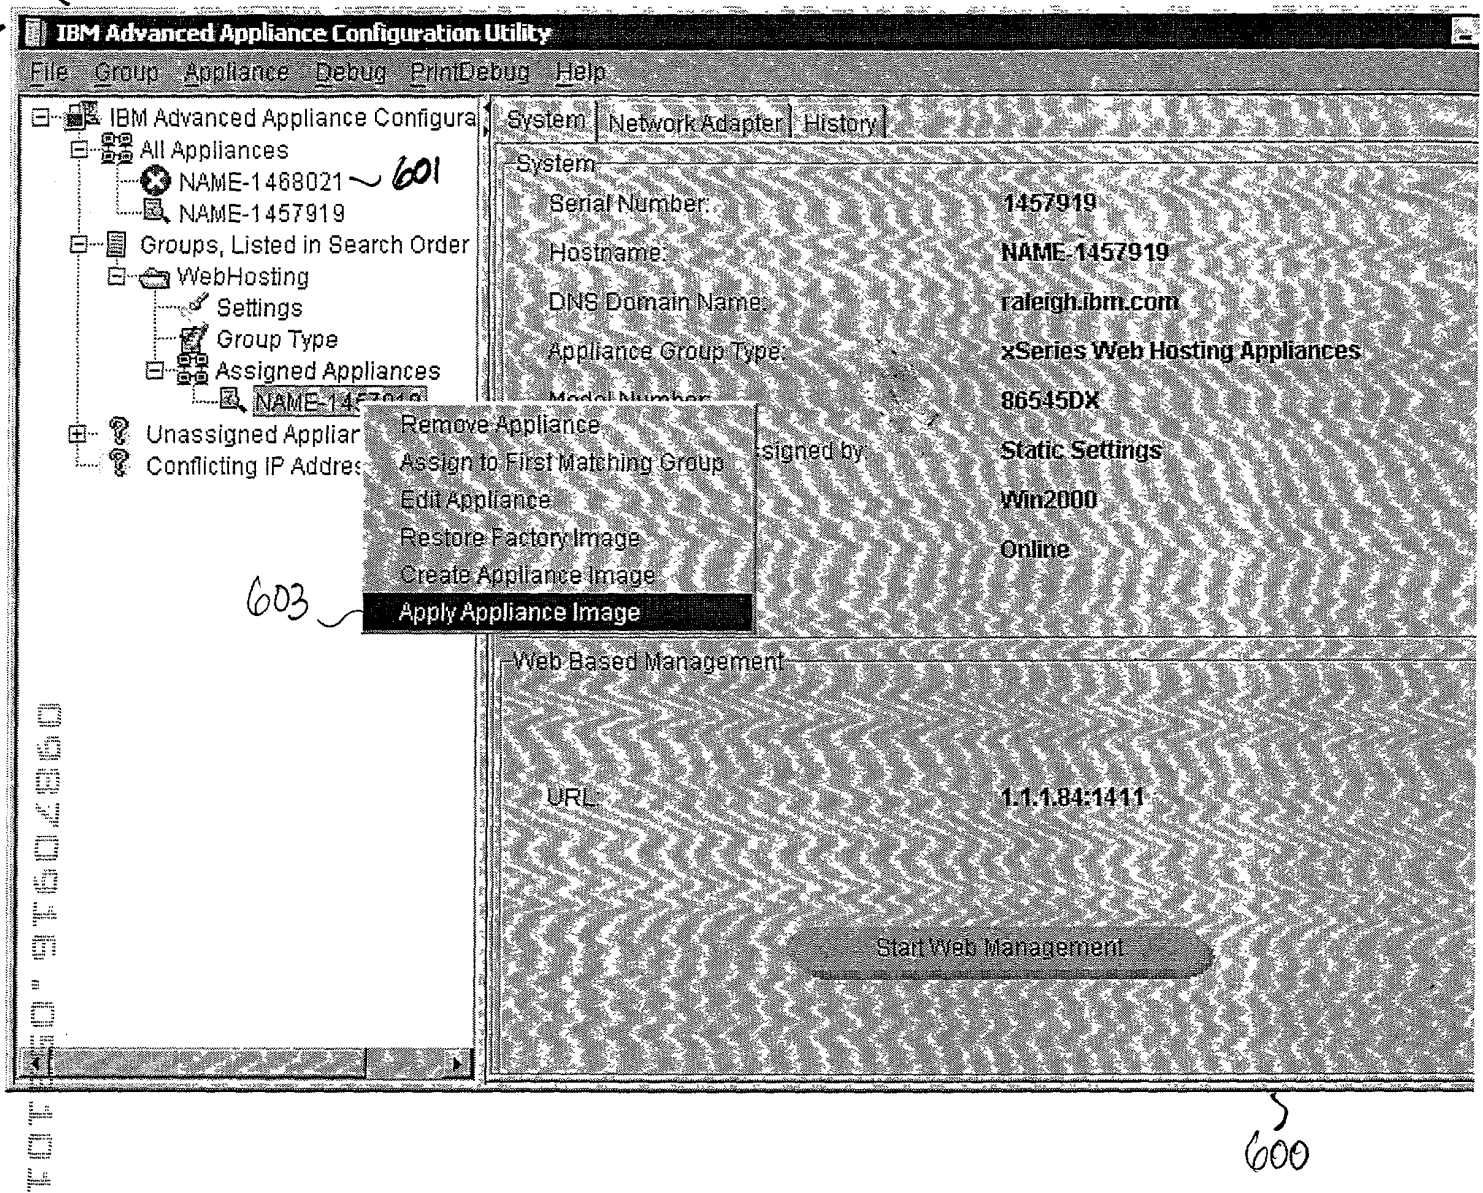 IBM Advanced Appliance Configuration Utility
File Group Appliance Debug PrintDebug Help
IBM Advanced Appliance Configura
All Appliances
NAME-1468021
601
NAME-1457919
Groups, Listed in Search Order
WebHosting
Settings
Group Type
Assigned Appliances
NAME-1457919
Unassigned Applian
Conflicting IP Addres
Remove Appliance
Assign to First Matching Group
Edit Appliance
Restore Factory Image
Create Appliance Image
603
Apply Appliance Image
System Network Adapter History
System
Serial Number: 1457919
Hostname: NAME-1457919
DNS Domain Name: raleigh.ibm.com
Appliance Group Type: xSeries Web Hosting Appliances
Model Number: 86545DX
signed by: Static Settings
Win2000
Online
Web Based Management
URL: 1.1.1.84:1411
Start Web Management
600